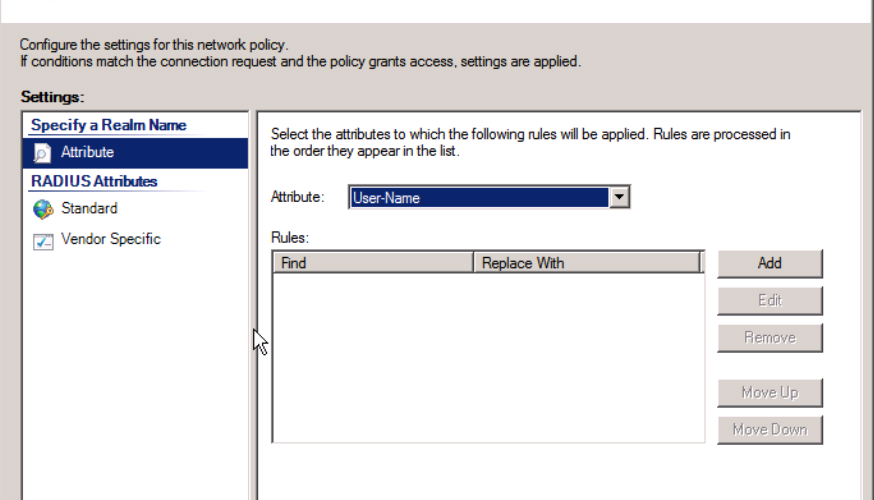 Configure the settings for this network policy.
If conditions match the connection request and the policy grants access, settings are applied.
Settings:
Specify a Realm Name
Attribute
RADIUS Attributes
Standard
Vendor Specific
Select the attributes to which the following rules will be applied. Rules are processed in
the order they appear in the list.
Attribute: User-Name
Rules:
Find Replace With
Add
Edit
Remove
Move Up
Move Down